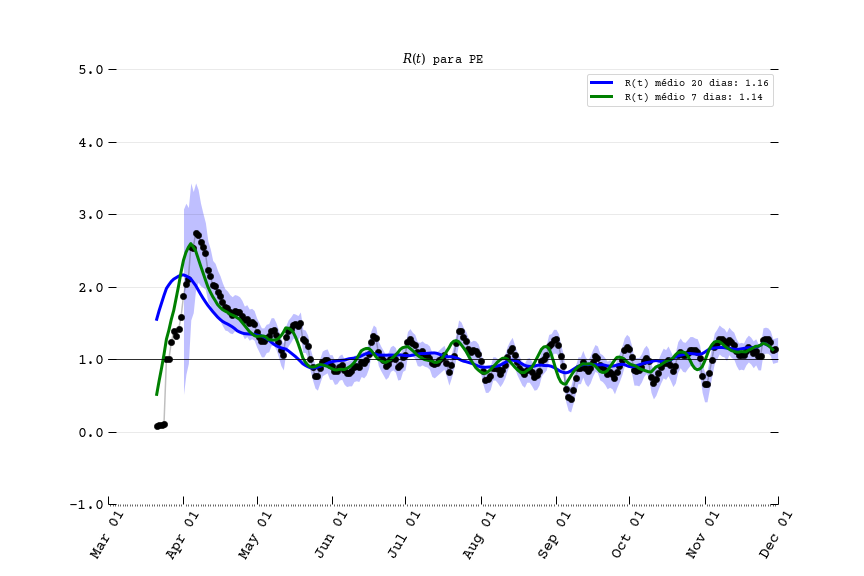 R(t) para PE
R(t) médio 20 dias: 1.16
R(t) médio 7 dias: 1.14
5.0
4.0
3.0
2.0
1.0
0.0
-1.0
Mar 01
Apr 01
May 01
Jun 01
Jul 01
Aug 01
Sep 01
Oct 01
Nov 01
Dec 01